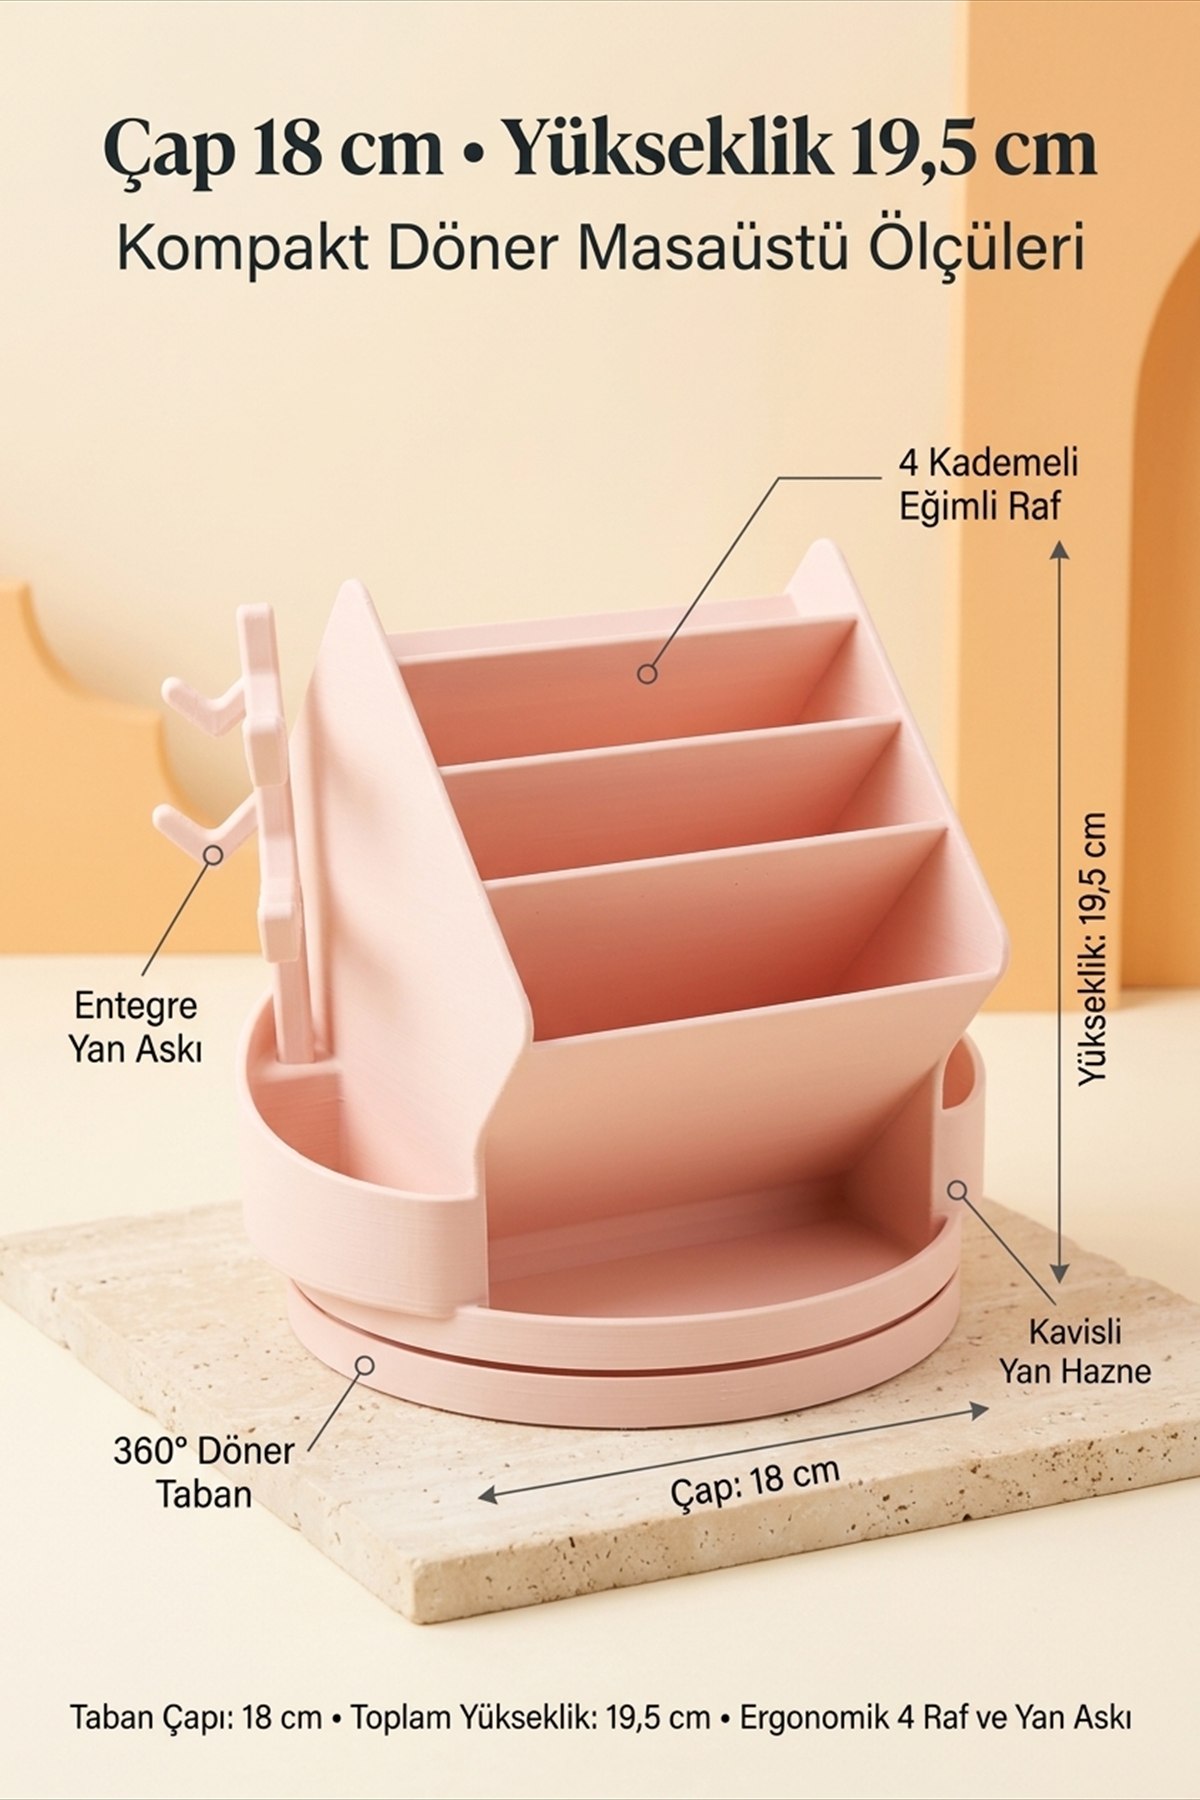 Çap 18 cm • Yükseklik 19,5 cm
Kompakt Döner Masaüstü Ölçüleri
4 Kademeli
Eğimli Raf
Yükseklik: 19,5 cm
Entegre
Yan Askı
Kavisli
Yan Hazne
360° Döner
Taban
Çap: 18 cm
Taban Çapı: 18 cm • Toplam Yükseklik: 19,5 cm • Ergonomik 4 Raf ve Yan Askı